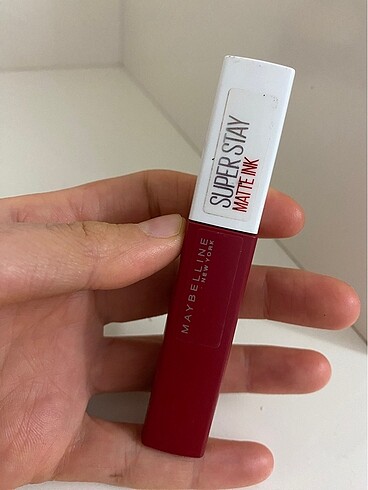 SUPER STAY
MATTE INK
MAYBELLINE
NEW YORK